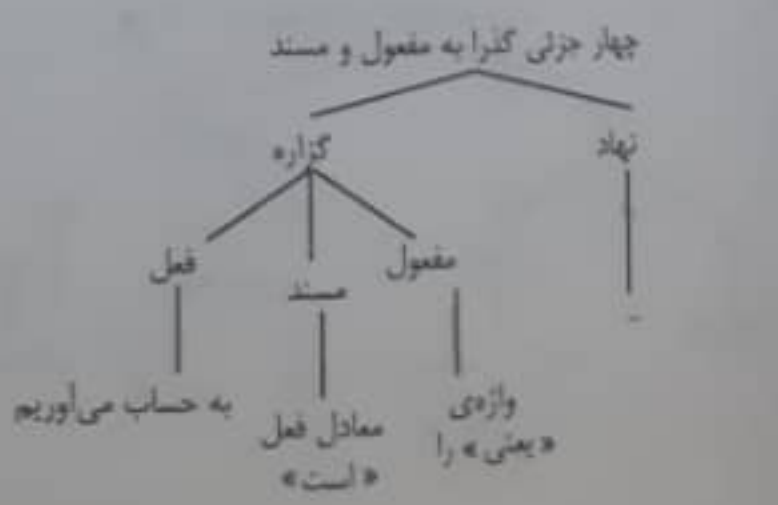 چهار جزئی گذرا به مفعول و مسند
نهاد
گزاره
مفعول
مسند
فعل
-
واژه‌ی
«یعنی» را
معادل فعل
«است»
به حساب می‌آوریم